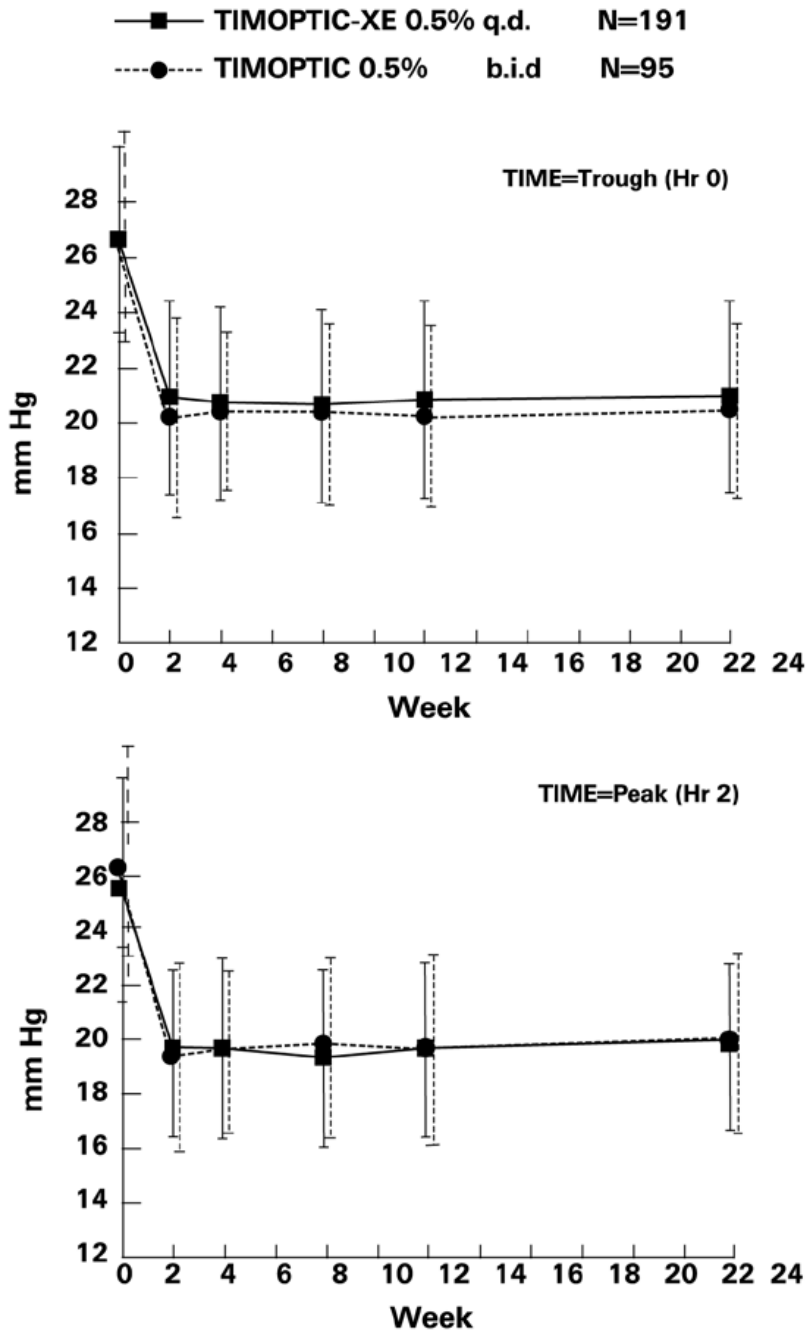 TIMOPTIC-XE 0.5% q.d. N=191
TIMOPTIC 0.5% b.i.d N=95
TIME=Trough (Hr 0)
28
26
24
22
20
18
16
14
12
mm Hg
0 2 4 6 8 10 12 14 16 18 20 22 24
Week
TIME=Peak (Hr 2)
28
26
24
22
20
18
16
14
12
mm Hg
0 2 4 6 8 10 12 14 16 18 20 22 24
Week